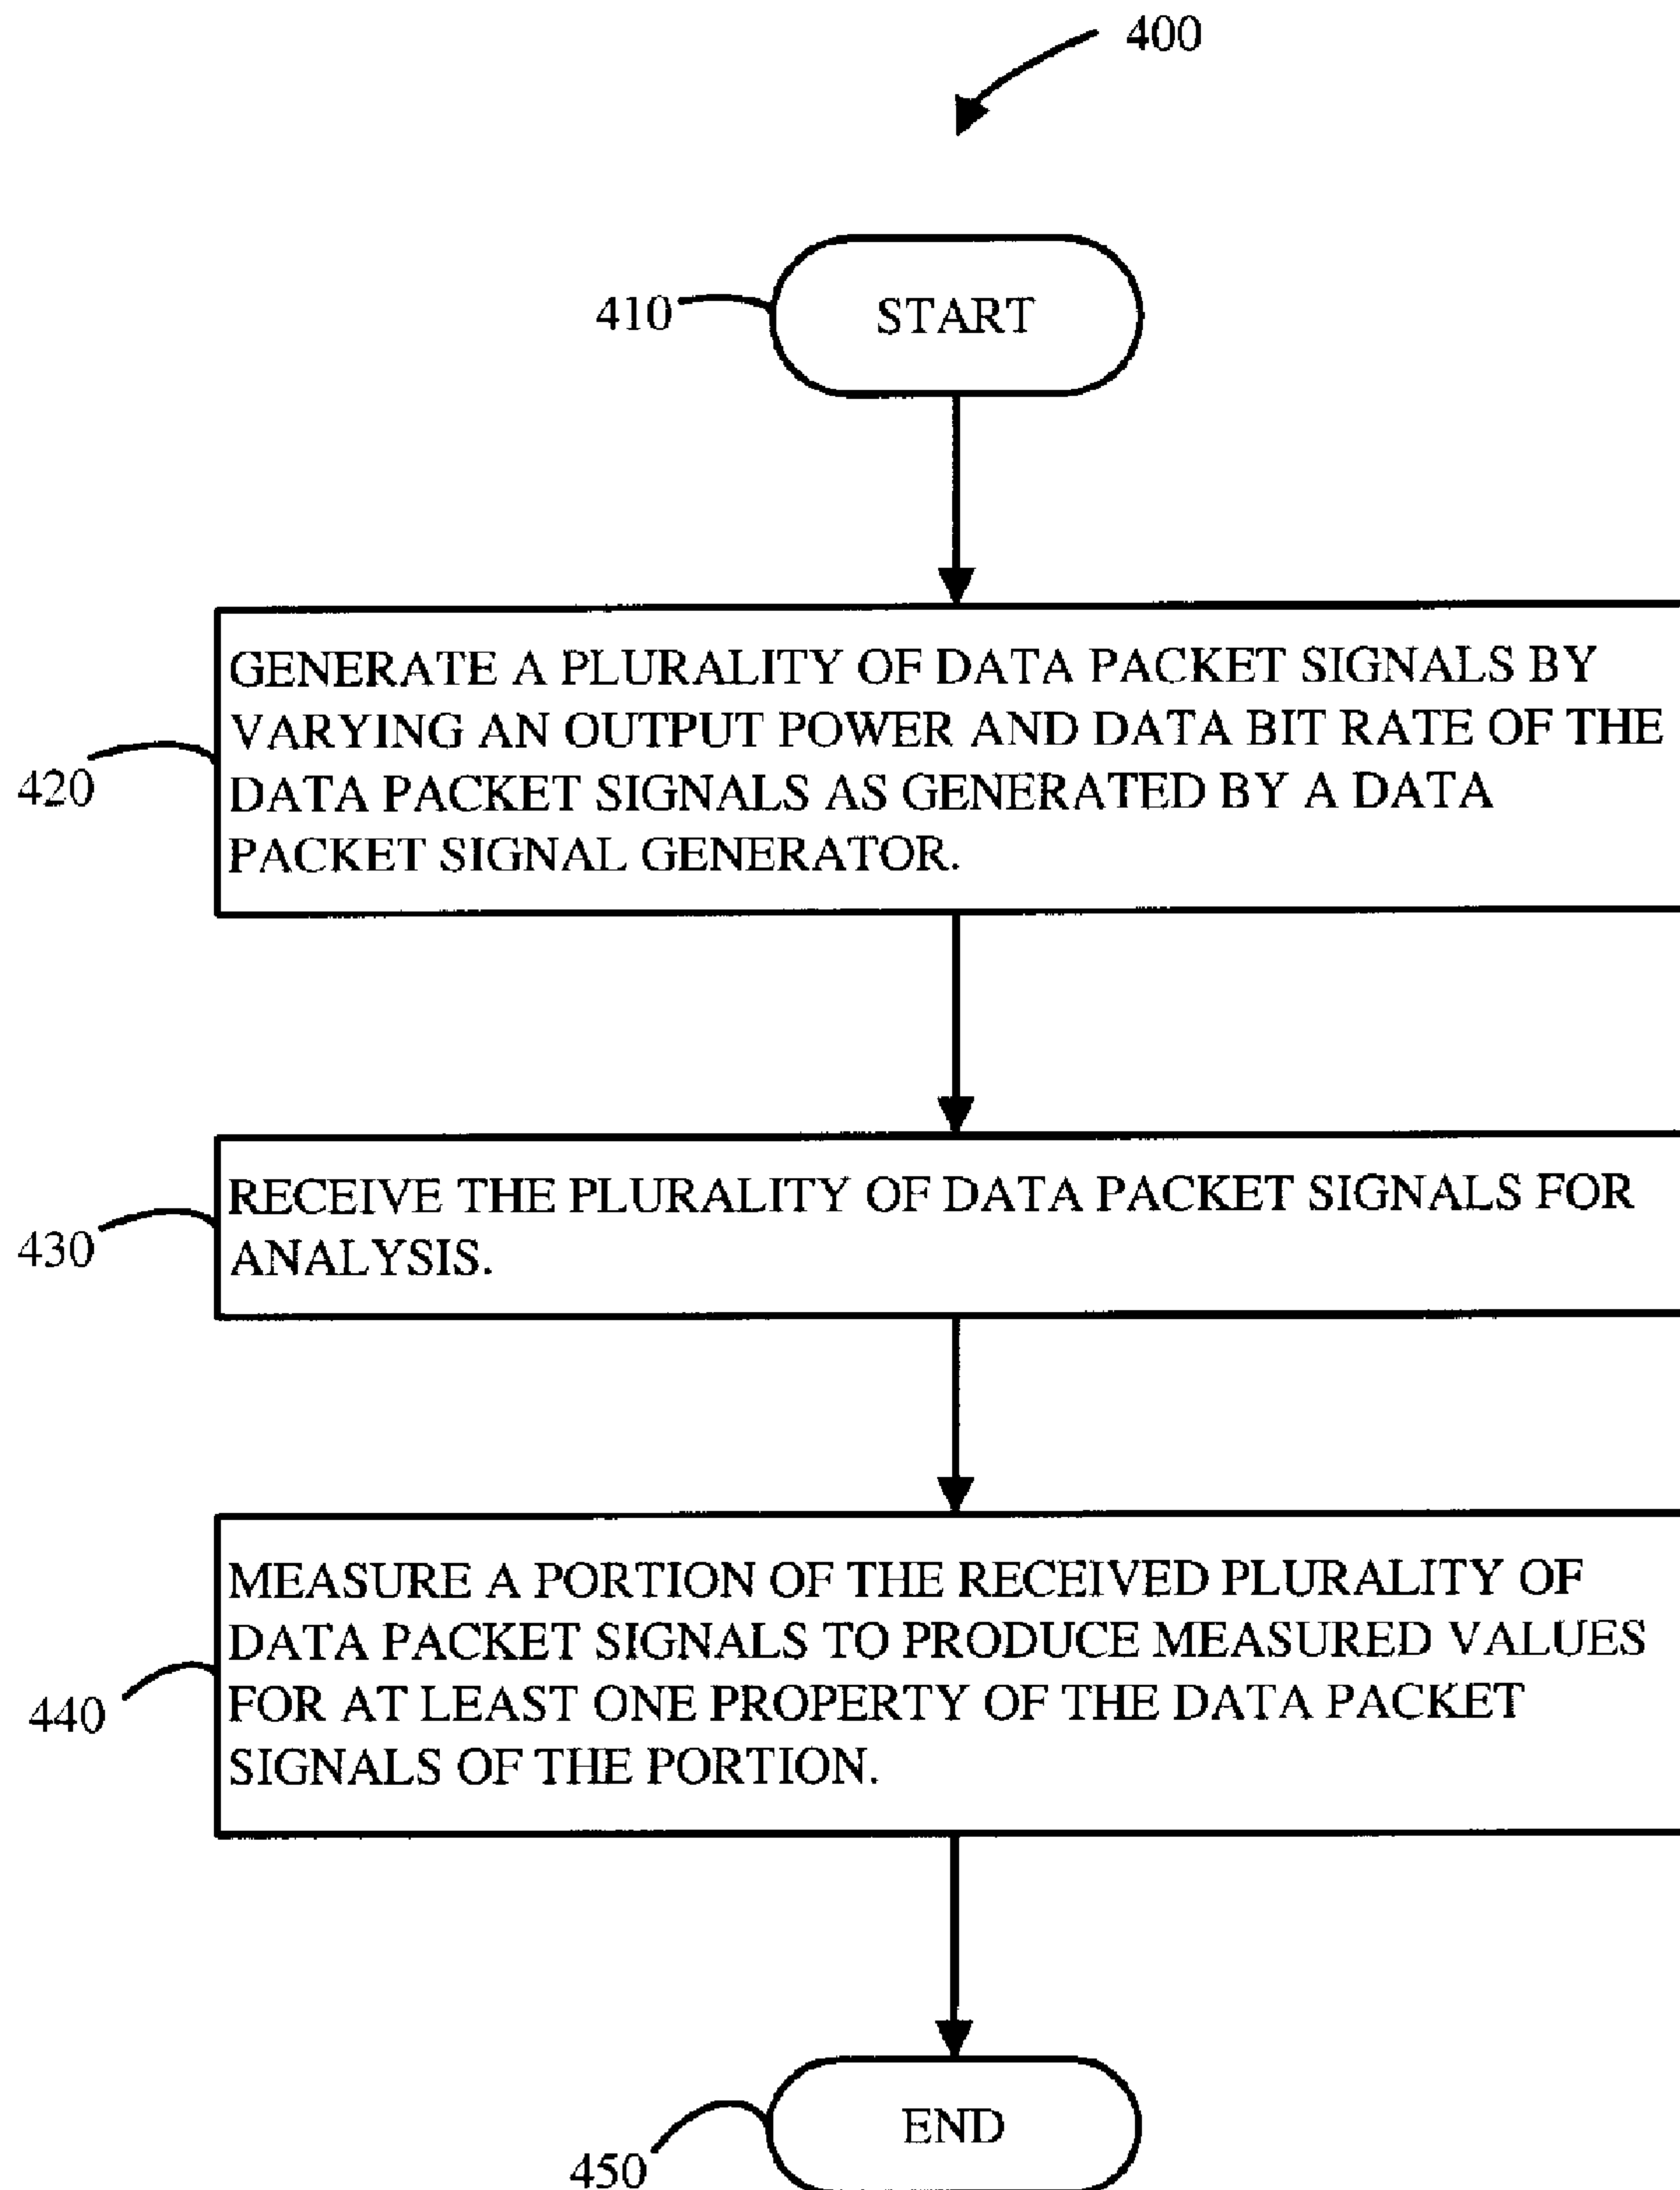 400
410
START
GENERATE A PLURALITY OF DATA PACKET SIGNALS BY
VARYING AN OUTPUT POWER AND DATA BIT RATE OF THE
DATA PACKET SIGNALS AS GENERATED BY A DATA
PACKET SIGNAL GENERATOR.
420
RECEIVE THE PLURALITY OF DATA PACKET SIGNALS FOR
ANALYSIS.
430
MEASURE A PORTION OF THE RECEIVED PLURALITY OF
DATA PACKET SIGNALS TO PRODUCE MEASURED VALUES
FOR AT LEAST ONE PROPERTY OF THE DATA PACKET
SIGNALS OF THE PORTION.
440
END
450